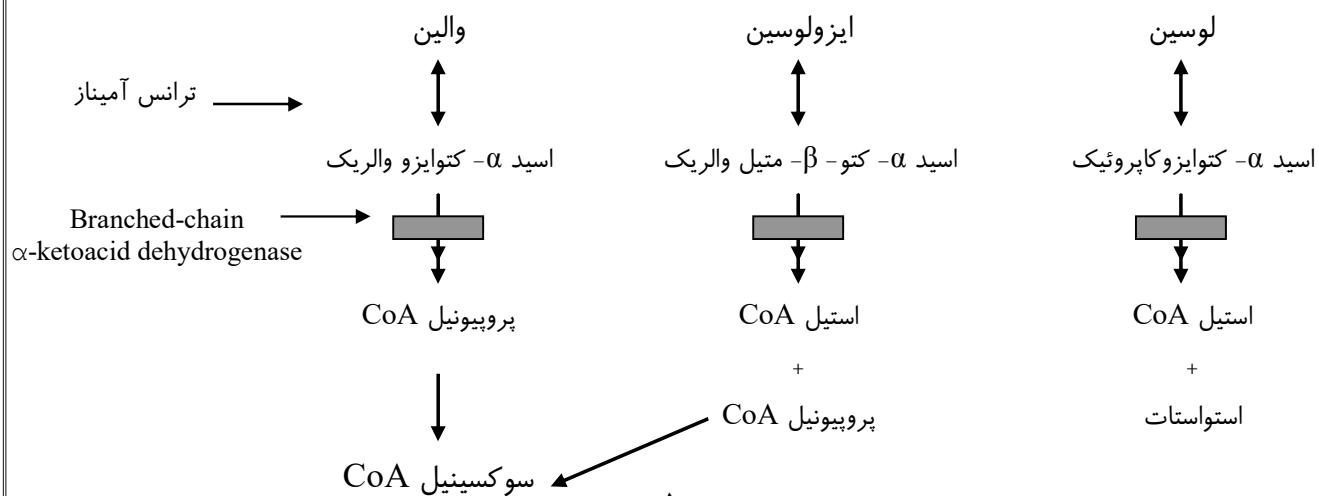 لوسین ایزولوسین والین
ترانس آمیناز
اسید α- کتوایزوکاپروئیک اسید α- کتو- β- متیل والریک اسید α- کتوایزو والریک
Branched-chain
α-ketoacid dehydrogenase
استیل CoA استیل CoA پروپیونیل CoA
+ +
استواستات پروپیونیل CoA
سوکسینیل CoA